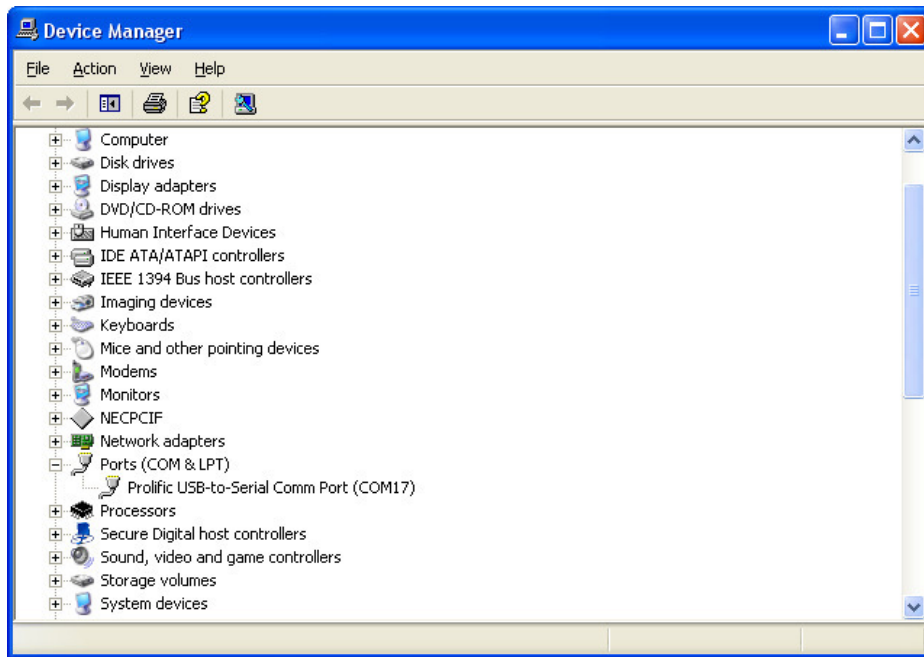 Device Manager
File Action View Help
Computer
Disk drives
Display adapters
DVD/CD-ROM drives
Human Interface Devices
IDE ATA/ATAPI controllers
IEEE 1394 Bus host controllers
Imaging devices
Keyboards
Mice and other pointing devices
Modems
Monitors
NECPCIF
Network adapters
Ports (COM & LPT)
Prolific USB-to-Serial Comm Port (COM17)
Processors
Secure Digital host controllers
Sound, video and game controllers
Storage volumes
System devices